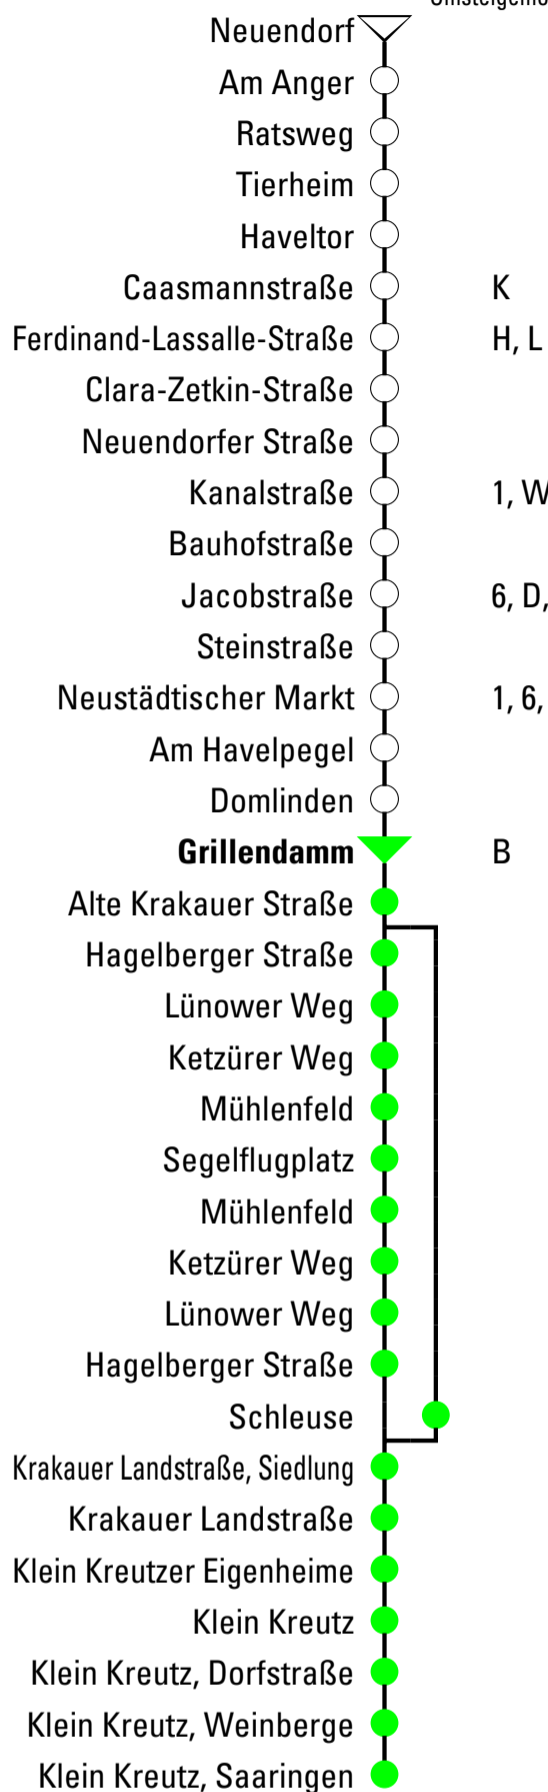 Neuendorf
Am Anger
Ratsweg
Tierheim
Haveltor
Caasmannstraße K
Ferdinand-Lassalle-Straße H, L
Clara-Zetkin-Straße
Neuendorfer Straße
Kanalstraße 1, W
Bauhofstraße
Jacobstraße 6, D,
Steinstraße
Neustädtischer Markt 1, 6,
Am Havelpegel
Domlinden
Grillendamm B
Alte Krakauer Straße
Hagelberger Straße
Lünower Weg
Ketzürer Weg
Mühlenfeld
Segelflugplatz
Mühlenfeld
Ketzürer Weg
Lünower Weg
Hagelberger Straße
Schleuse
Krakauer Landstraße, Siedlung
Krakauer Landstraße
Klein Kreutzer Eigenheime
Klein Kreutz
Klein Kreutz, Dorfstraße
Klein Kreutz, Weinberge
Klein Kreutz, Saaringen